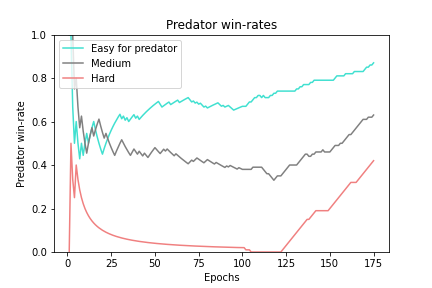 Predator win-rates
Predator win-rate
1.0
0.8
0.6
0.4
0.2
0.0
Easy for predator
Medium
Hard
0 25 50 75 100 125 150 175
Epochs